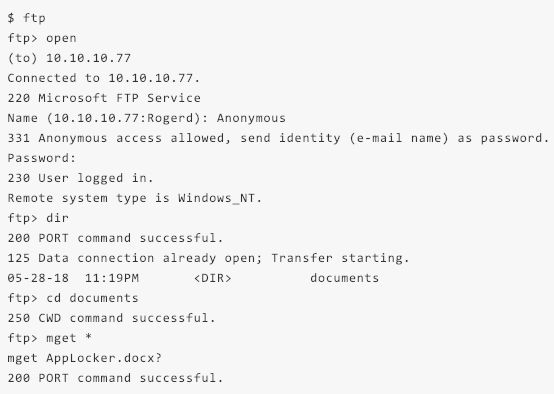 $ ftp
ftp> open
(to) 10.10.10.77
Connected to 10.10.10.77.
220 Microsoft FTP Service
Name (10.10.10.77:Rogerd): Anonymous
331 Anonymous access allowed, send identity (e-mail name) as password.
Password:
230 User logged in.
Remote system type is Windows_NT.
ftp> dir
200 PORT command successful.
125 Data connection already open; Transfer starting.
05-28-18  11:19PM       <DIR>          documents
ftp> cd documents
250 CWD command successful.
ftp> mget *
mget AppLocker.docx?
200 PORT command successful.